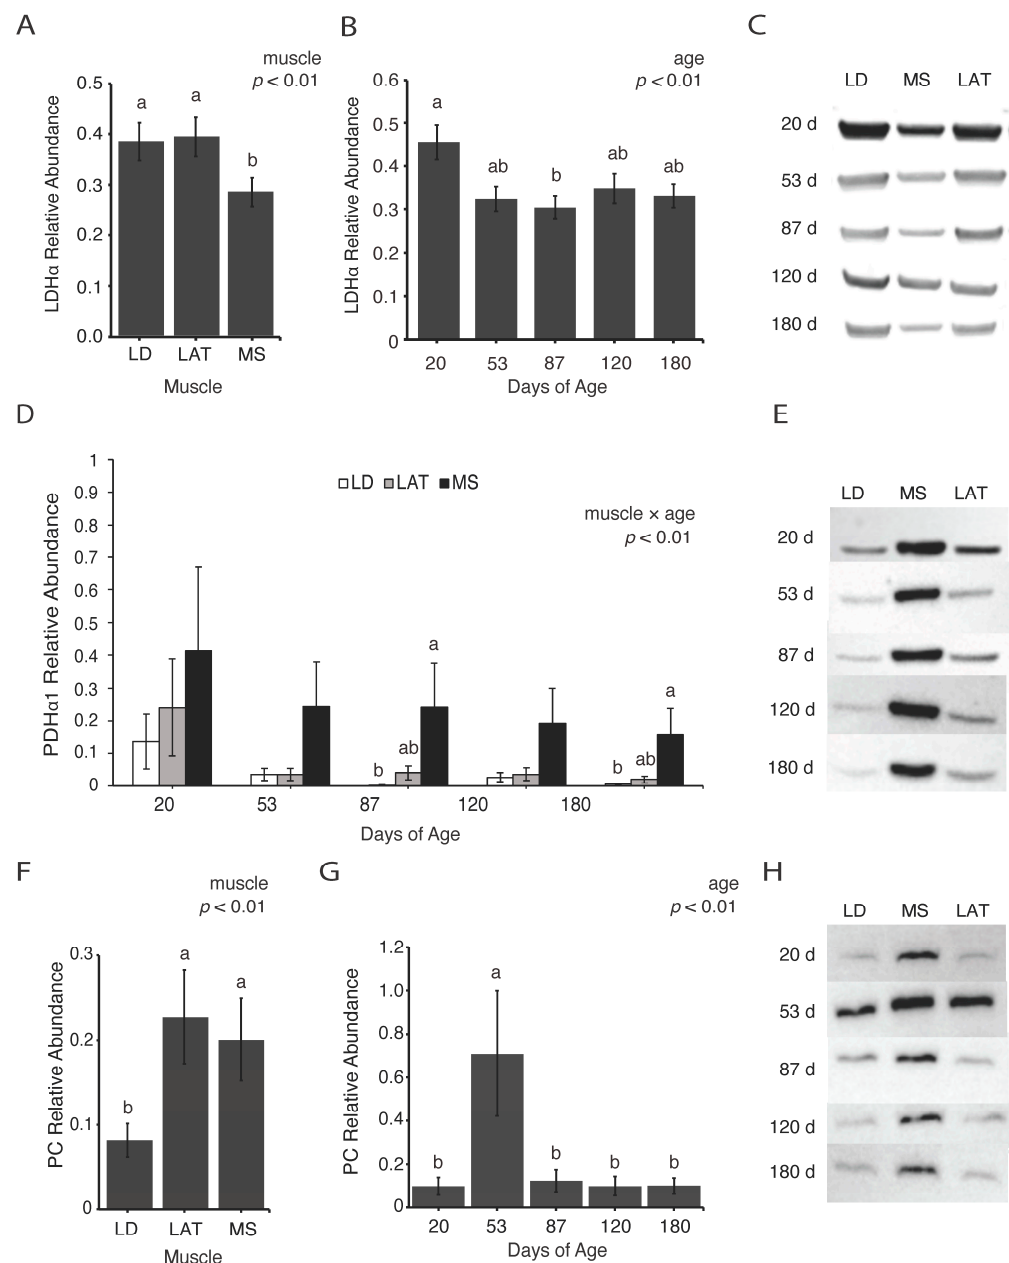 A
muscle
p < 0.01
LDHα Relative Abundance
0.5
0.4
0.3
0.2
0.1
0.0
a
a
b
LD LAT MS
Muscle
B
age
p < 0.01
LDHα Relative Abundance
0.6
0.5
0.4
0.3
0.2
0.1
0
a
ab
b
ab
ab
20 53 87 120 180
Days of Age
C
LD MS LAT
20 d
53 d
87 d
120 d
180 d
D
PDHα1 Relative Abundance
1
0.9
0.8
0.7
0.6
0.5
0.4
0.3
0.2
0.1
0
LD LAT MS
muscle × age
p < 0.01
b
ab
a
b
ab
a
20 53 87 120 180
Days of Age
E
LD MS LAT
20 d
53 d
87 d
120 d
180 d
F
muscle
p < 0.01
PC Relative Abundance
0.3
0.2
0.1
0
b
a
a
LD LAT MS
Muscle
G
age
p < 0.01
PC Relative Abundance
1.2
1.0
0.8
0.6
0.4
0.2
0
b
a
b
b
b
20 53 87 120 180
Days of Age
H
LD MS LAT
20 d
53 d
87 d
120 d
180 d